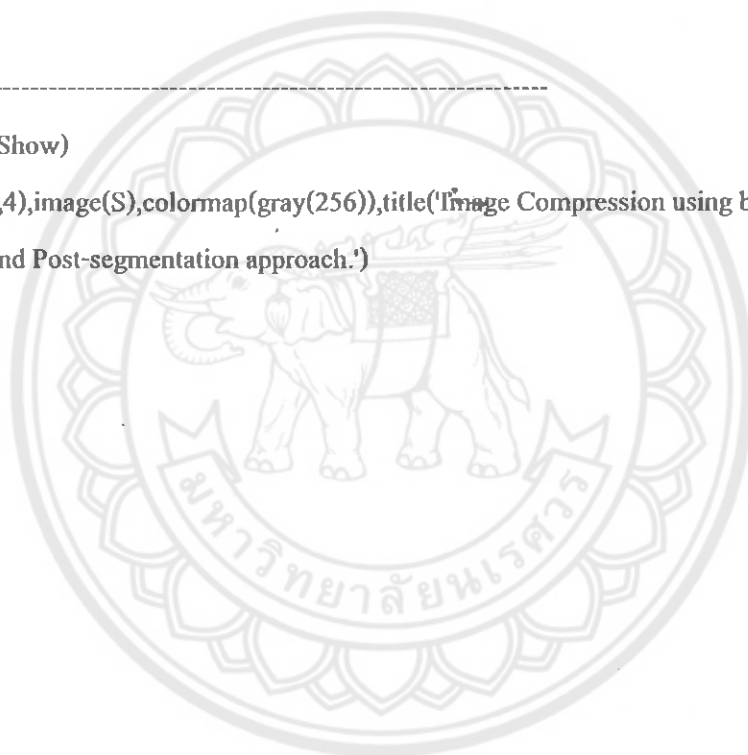 --------------------------------------------------------------------
Show)
,4),image(S),colormap(gray(256)),title('Image Compression using b
nd Post-segmentation approach.')
มหาวิทยาลัยนเรศวร